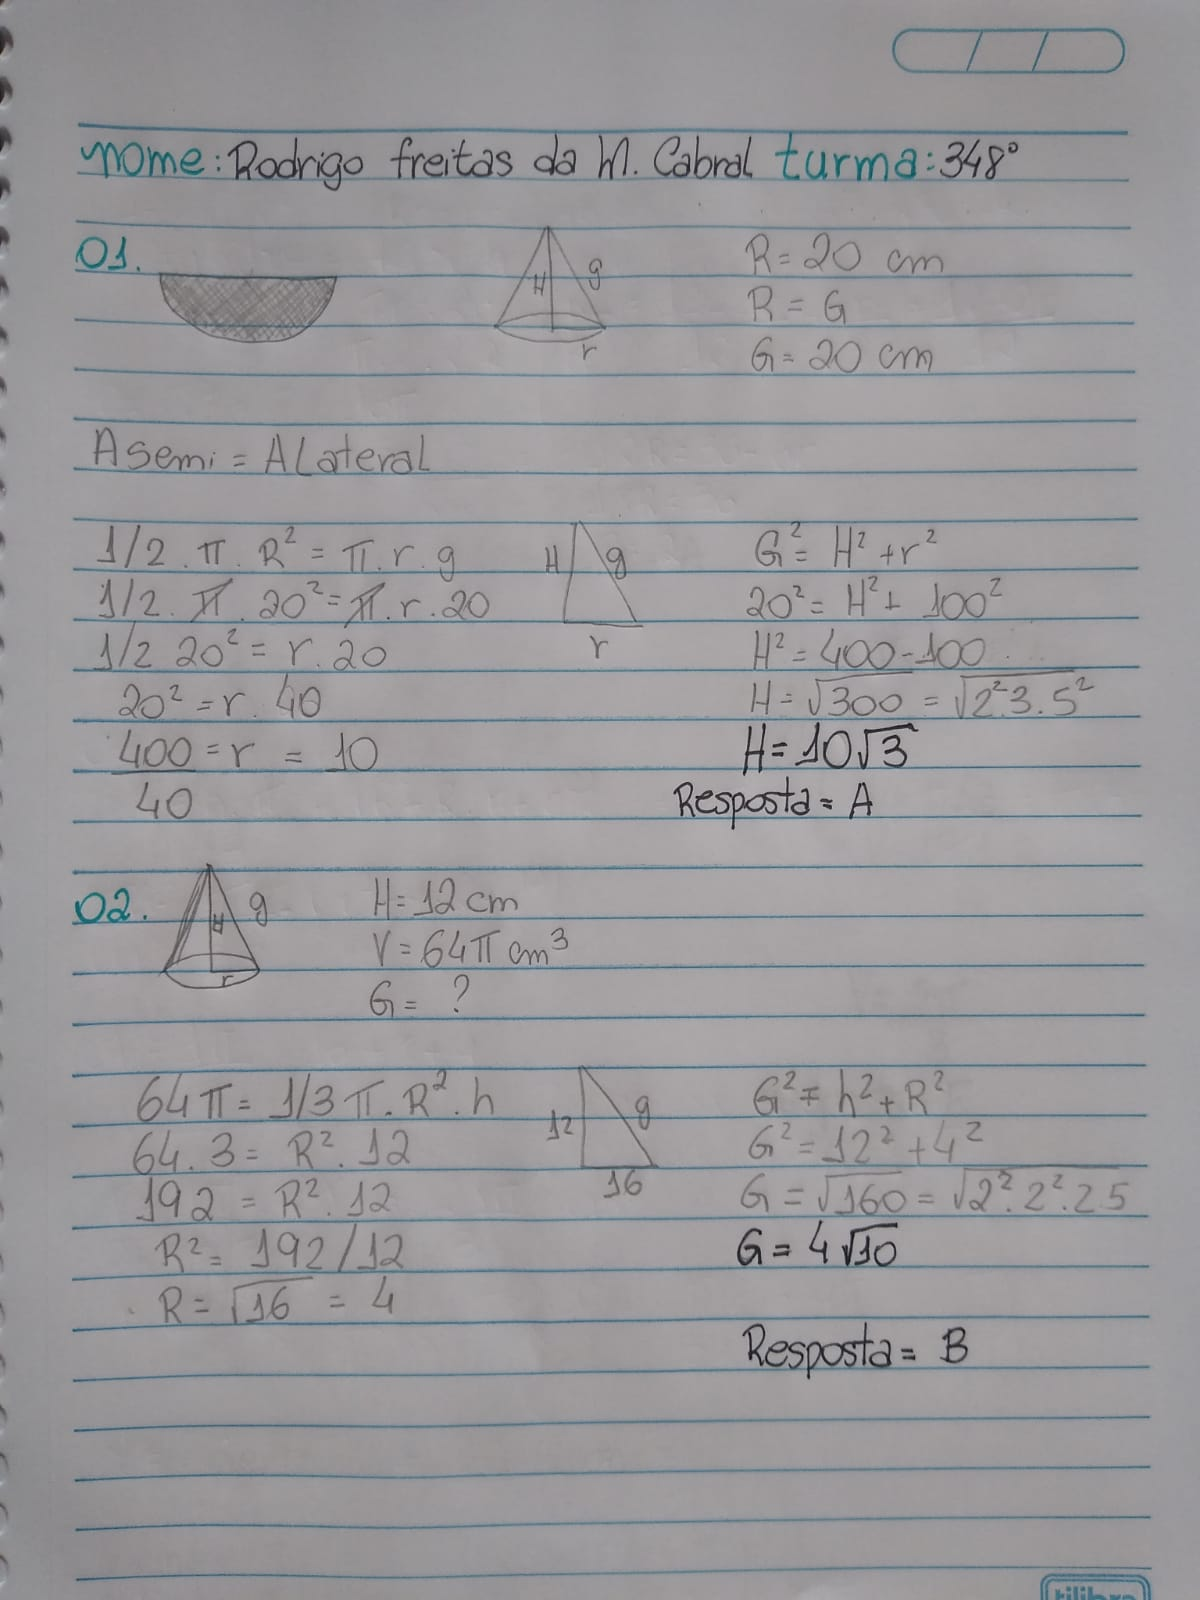 nome: Rodrigo freitas da M. Cabral turma: 348°
01.
H g
r
R = 20 cm
R = G
G = 20 cm
A semi = A Lateral
1/2 . π . R² = π . r . g
1/2 . π . 20² = π . r . 20
1/2 20² = r . 20
20² = r . 40
400 = r = 10
40
H g
r
G² = H² + r²
20² = H² + 100²
H² = 400 - 100
H = √300 = √2².3.5²
H = 10√3
Resposta = A
02.
H g
r
H = 12 cm
V = 64π cm³
G = ?
64π = 1/3 π . R² . h
64 . 3 = R² . 12
192 = R² . 12
R² = 192/12
R = √16 = 4
12 g
16
G² = h² + R²
G² = 12² + 4²
G = √160 = √2².2².2 5
G = 4√10
Resposta = B
tilibra